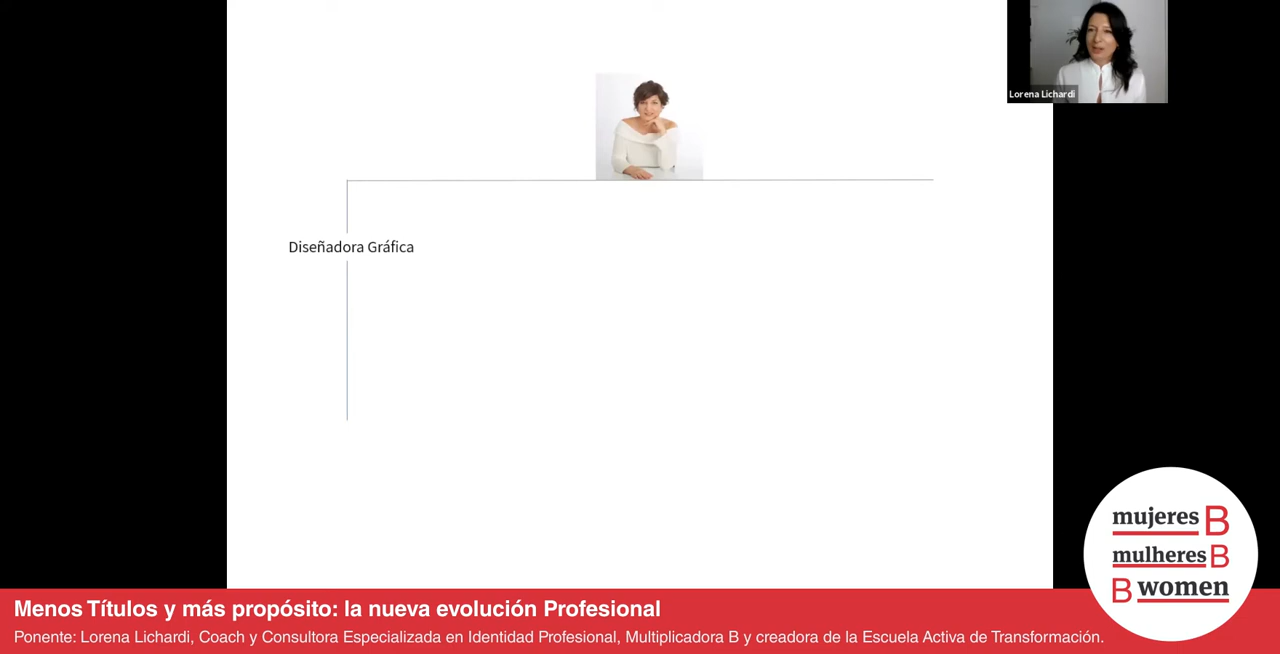 Lorena Lichardi
Diseñadora Gráfica
mujeres B
mulheres B
B women
Menos Títulos y más propósito: la nueva evolución Profesional
Ponente: Lorena Lichardi, Coach y Consultora Especializada en Identidad Profesional, Multiplicadora B y creadora de la Escuela Activa de Transformación.